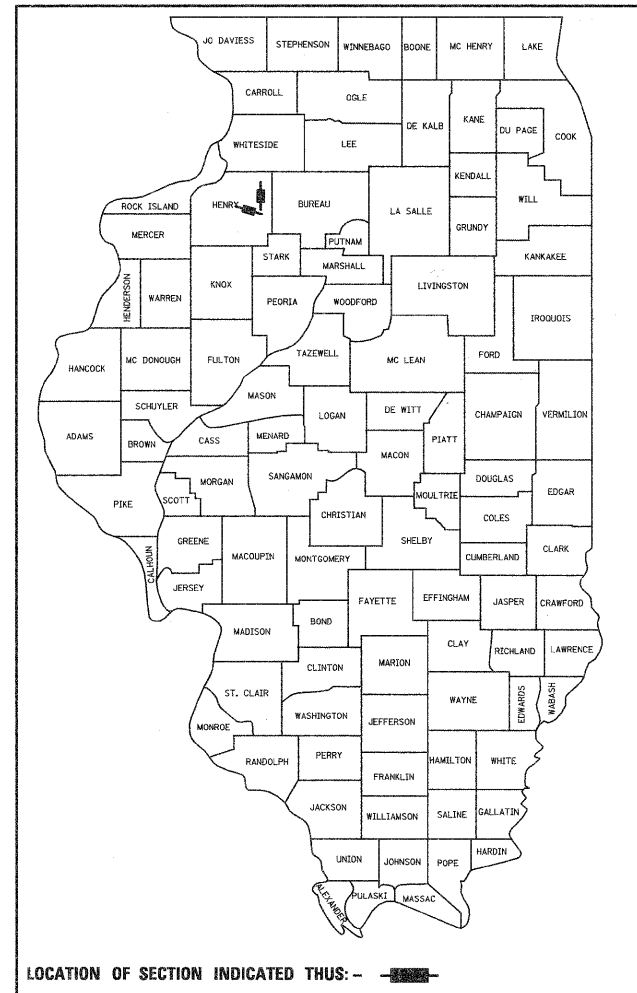 JO DAVIESS STEPHENSON WINNEBAGO BOONE MC HENRY LAKE
CARROLL OGLE DE KALB KANE DU PAGE COOK
WHITESIDE LEE
KENDALL WILL
ROCK ISLAND HENRY BUREAU LA SALLE GRUNDY
MERCER PUTNAM KANKAKEE
STARK MARSHALL
HENDERSON WARREN KNOX PEORIA WOODFORD LIVINGSTON IROQUOIS
HANCOCK MC DONOUGH FULTON TAZEWELL MC LEAN FORD
MASON
SCHUYLER LOGAN DE WITT CHAMPAIGN VERMILION
ADAMS BROWN CASS MENARD MACON PIATT
MORGAN SANGAMON DOUGLAS
PIKE SCOTT MOULTRIE EDGAR
CHRISTIAN COLES
GREENE SHELBY
CALHOUN MACOUPIN MONTGOMERY CUMBERLAND CLARK
JERSEY
FAYETTE EFFINGHAM JASPER CRAWFORD
MADISON BOND
CLAY RICHLAND LAWRENCE
CLINTON MARION
ST. CLAIR WAYNE EDWARDS WABASH
WASHINGTON JEFFERSON
MONROE
RANDOLPH PERRY HAMILTON WHITE
FRANKLIN
JACKSON WILLIAMSON SALINE GALLATIN
UNION JOHNSON POPE HARDIN
ALEXANDER PULASKI MASSAC
LOCATION OF SECTION INDICATED THUS: -